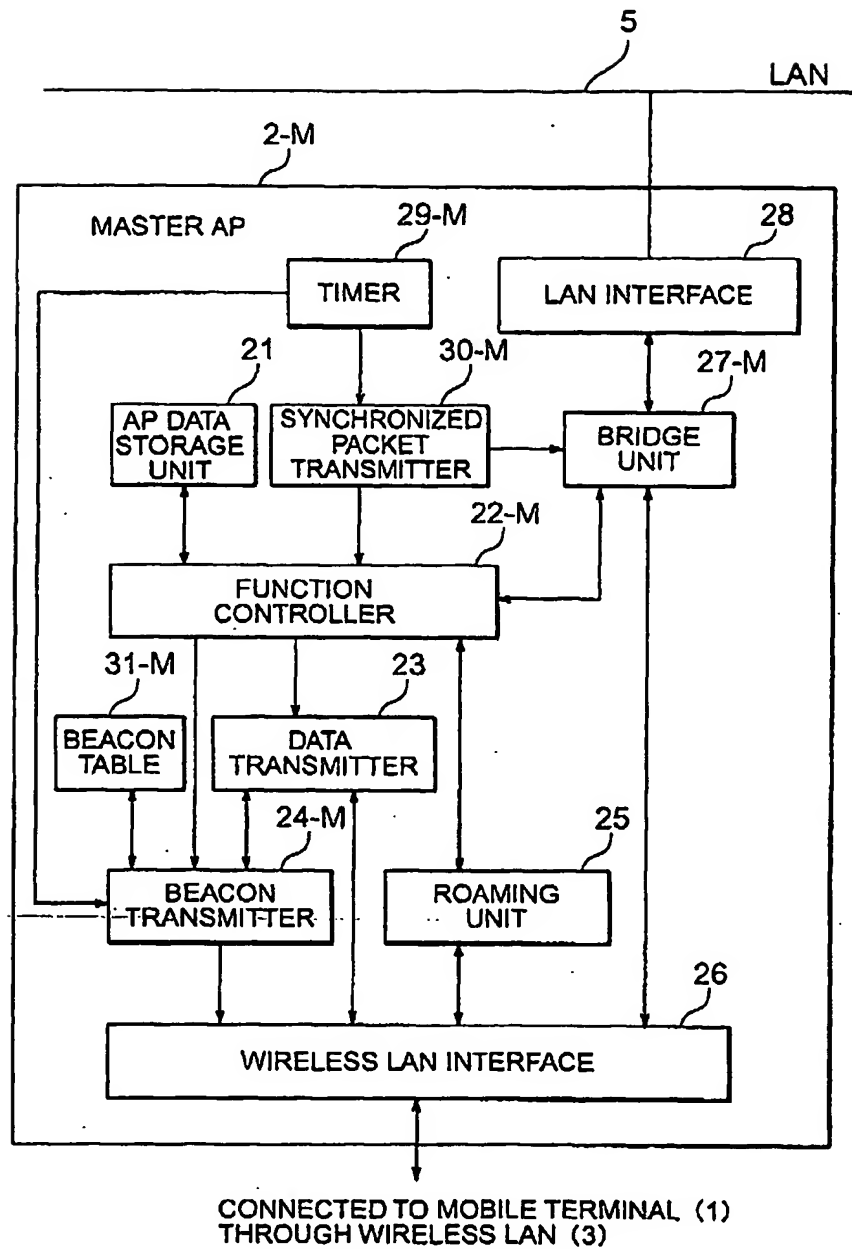 5
LAN
2-M
MASTER AP
29-M
TIMER
28
LAN INTERFACE
21
AP DATA
STORAGE
UNIT
30-M
SYNCHRONIZED
PACKET
TRANSMITTER
27-M
BRIDGE
UNIT
22-M
FUNCTION
CONTROLLER
31-M
BEACON
TABLE
23
DATA
TRANSMITTER
24-M
BEACON
TRANSMITTER
25
ROAMING
UNIT
26
WIRELESS LAN INTERFACE
CONNECTED TO MOBILE TERMINAL (1)
THROUGH WIRELESS LAN (3)